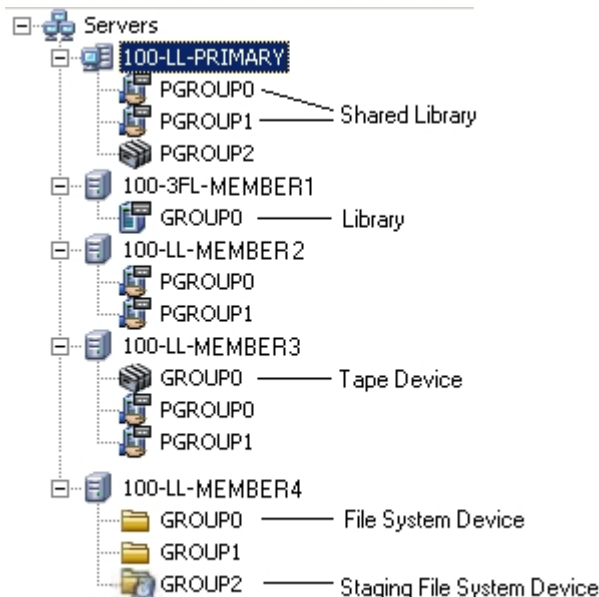 Servers
100-LL-PRIMARY
PGROUP0
PGROUP1 Shared Library
PGROUP2
100-3FL-MEMBER1
GROUP0 Library
100-LL-MEMBER2
PGROUP0
PGROUP1
100-LL-MEMBER3
GROUP0 Tape Device
PGROUP0
PGROUP1
100-LL-MEMBER4
GROUP0 File System Device
GROUP1
GROUP2 Staging File System Device